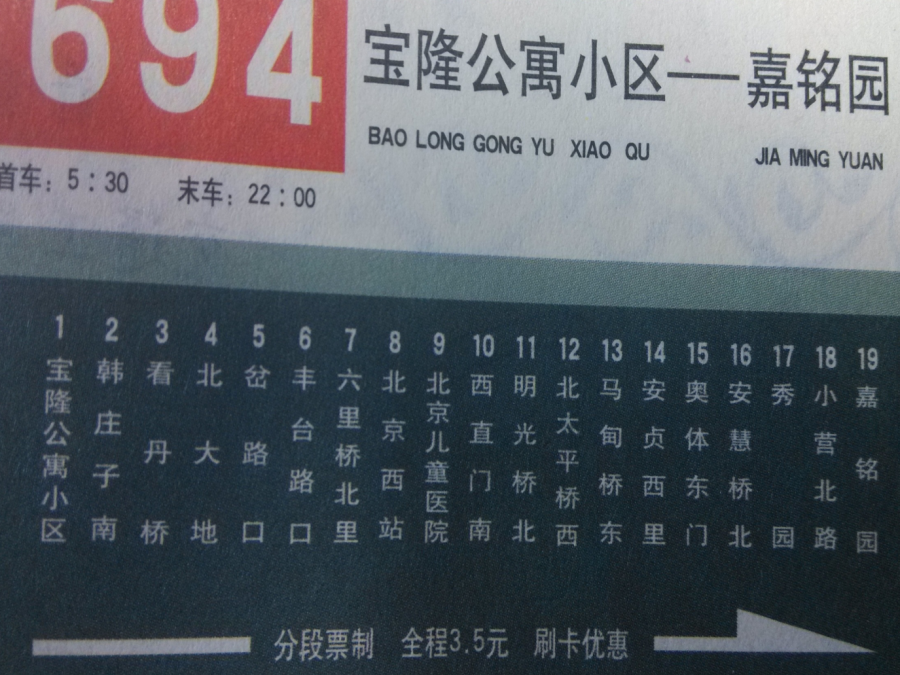 694
宝隆公寓小区——嘉铭园
BAO LONG GONG YU XIAO QU JIA MING YUAN
首车：5：30 末车：22：00
1 宝隆公寓小区
2 韩庄子南
3 看丹桥
4 北大地
5 岔路口
6 丰台路口
7 六里桥北里
8 北京西站
9 北京儿童医院
10 西直门南
11 明光桥北
12 北太平桥西
13 马甸桥东
14 安贞西里
15 奥体东门
16 安慧桥北
17 秀园
18 小营北路
19 嘉铭园
分段票制 全程3.5元 刷卡优惠